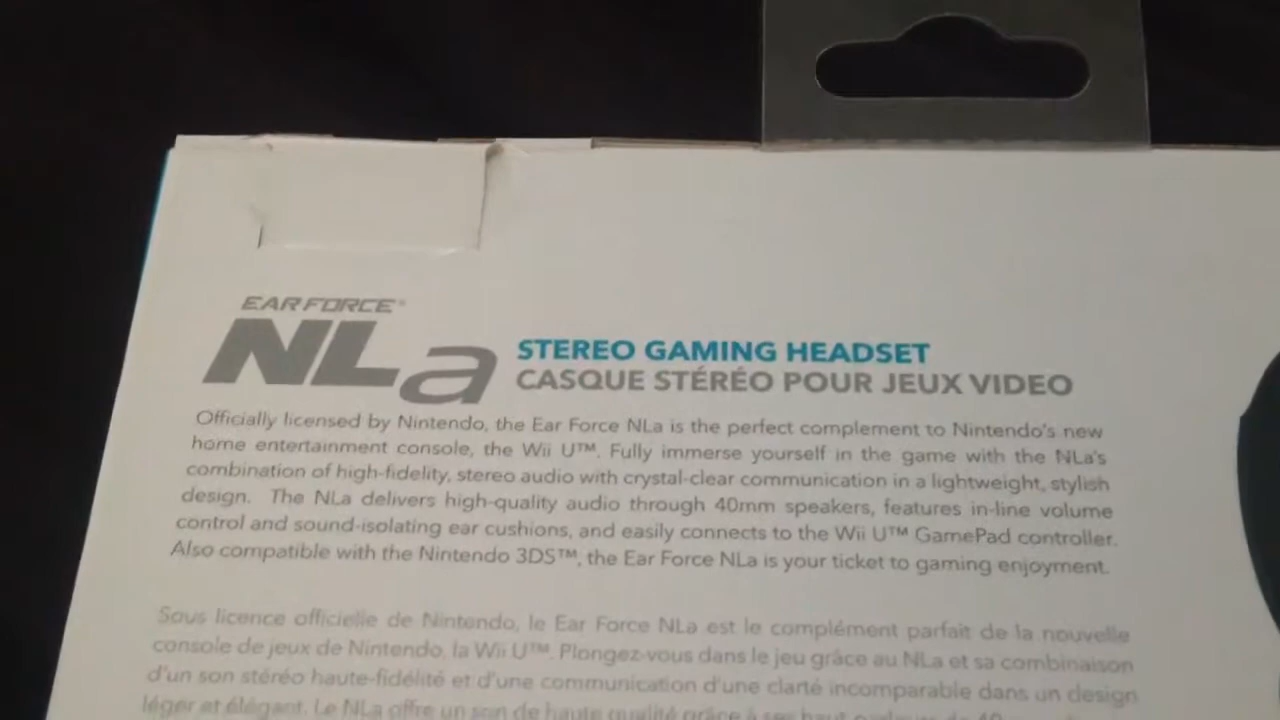 EAR FORCE®
NLa
STEREO GAMING HEADSET
CASQUE STÉRÉO POUR JEUX VIDEO
Officially licensed by Nintendo, the Ear Force NLa is the perfect complement to Nintendo's new
home entertainment console, the Wii U™. Fully immerse yourself in the game with the NLa's
combination of high-fidelity, stereo audio with crystal-clear communication in a lightweight, stylish
design. The NLa delivers high-quality audio through 40mm speakers, features in-line volume
control and sound-isolating ear cushions, and easily connects to the Wii U™ GamePad controller.
Also compatible with the Nintendo 3DS™, the Ear Force NLa is your ticket to gaming enjoyment.
Sous licence officielle de Nintendo, le Ear Force NLa est le complément parfait de la nouvelle
console de jeux de Nintendo, la Wii U™. Plongez-vous dans le jeu grâce au NLa et sa combinaison
d'un son stéréo haute-fidélité et d'une communication d'une clarté incomparable dans un design
léger et élégant. Le NLa offre un son de haute qualité grâce à ses haut